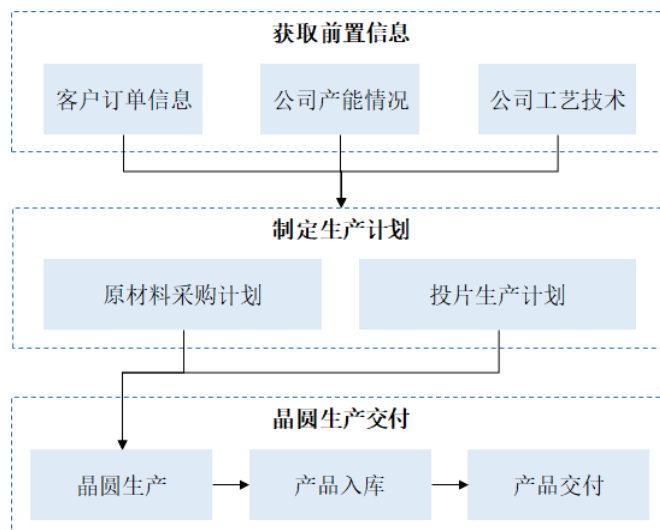 获取前置信息
客户订单信息
公司产能情况
公司工艺技术
制定生产计划
原材料采购计划
投片生产计划
晶圆生产交付
晶圆生产
产品入库
产品交付